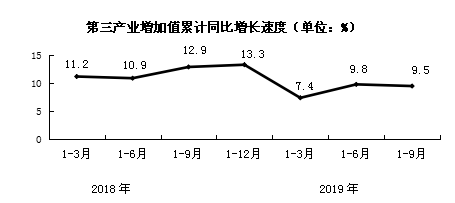 第三产业增加值累计同比增长速度（单位：%）
15
10
5
0
11.2 10.9 12.9 13.3 7.4 9.8 9.5
1-3月 1-6月 1-9月 1-12月 1-3月 1-6月 1-9月
2018年 2019年